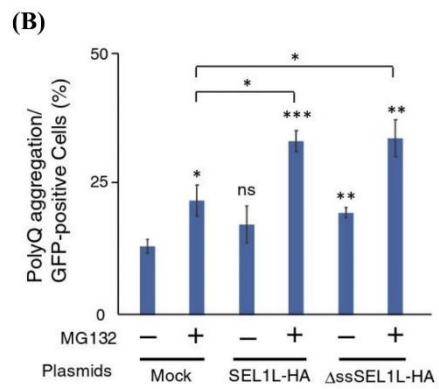 (B)
PolyQ aggregation/
GFP-positive Cells (%)
50
25
0
*
*
*
ns
***
**
**
MG132 − + − + − +
Plasmids Mock SEL1L-HA ΔssSEL1L-HA